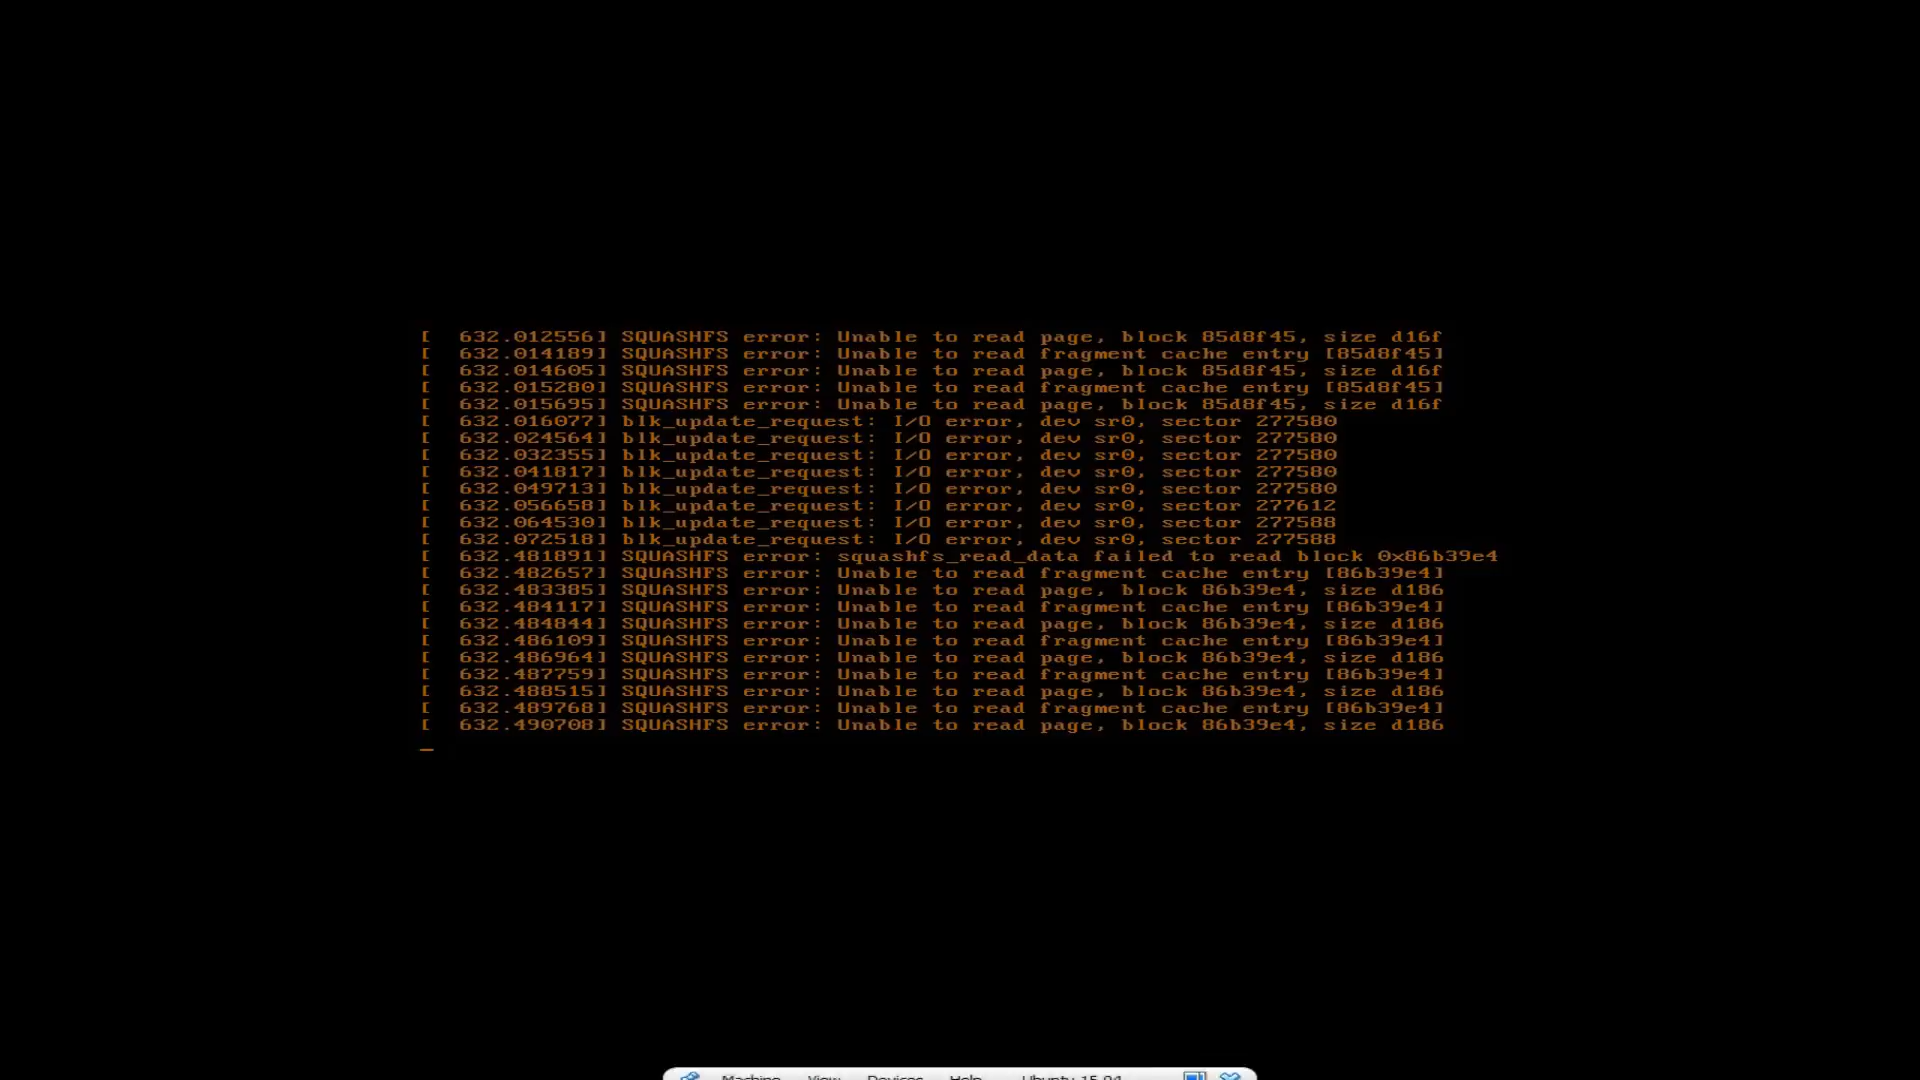 [  632.012556] SQUASHFS error: Unable to read page, block 85d8f45, size d16f
[  632.014189] SQUASHFS error: Unable to read fragment cache entry [85d8f45]
[  632.014605] SQUASHFS error: Unable to read page, block 85d8f45, size d16f
[  632.015280] SQUASHFS error: Unable to read fragment cache entry [85d8f45]
[  632.015695] SQUASHFS error: Unable to read page, block 85d8f45, size d16f
[  632.016077] blk_update_request: I/O error, dev sr0, sector 277580
[  632.024564] blk_update_request: I/O error, dev sr0, sector 277580
[  632.032355] blk_update_request: I/O error, dev sr0, sector 277580
[  632.041817] blk_update_request: I/O error, dev sr0, sector 277580
[  632.049713] blk_update_request: I/O error, dev sr0, sector 277580
[  632.056658] blk_update_request: I/O error, dev sr0, sector 277612
[  632.064530] blk_update_request: I/O error, dev sr0, sector 277588
[  632.072518] blk_update_request: I/O error, dev sr0, sector 277588
[  632.481891] SQUASHFS error: squashfs_read_data failed to read block 0x86b39e4
[  632.482657] SQUASHFS error: Unable to read fragment cache entry [86b39e4]
[  632.483385] SQUASHFS error: Unable to read page, block 86b39e4, size d186
[  632.484117] SQUASHFS error: Unable to read fragment cache entry [86b39e4]
[  632.484844] SQUASHFS error: Unable to read page, block 86b39e4, size d186
[  632.486109] SQUASHFS error: Unable to read fragment cache entry [86b39e4]
[  632.486964] SQUASHFS error: Unable to read page, block 86b39e4, size d186
[  632.487759] SQUASHFS error: Unable to read fragment cache entry [86b39e4]
[  632.488515] SQUASHFS error: Unable to read page, block 86b39e4, size d186
[  632.489768] SQUASHFS error: Unable to read fragment cache entry [86b39e4]
[  632.490708] SQUASHFS error: Unable to read page, block 86b39e4, size d186
_
Machine View Devices Help Ubuntu 15.04